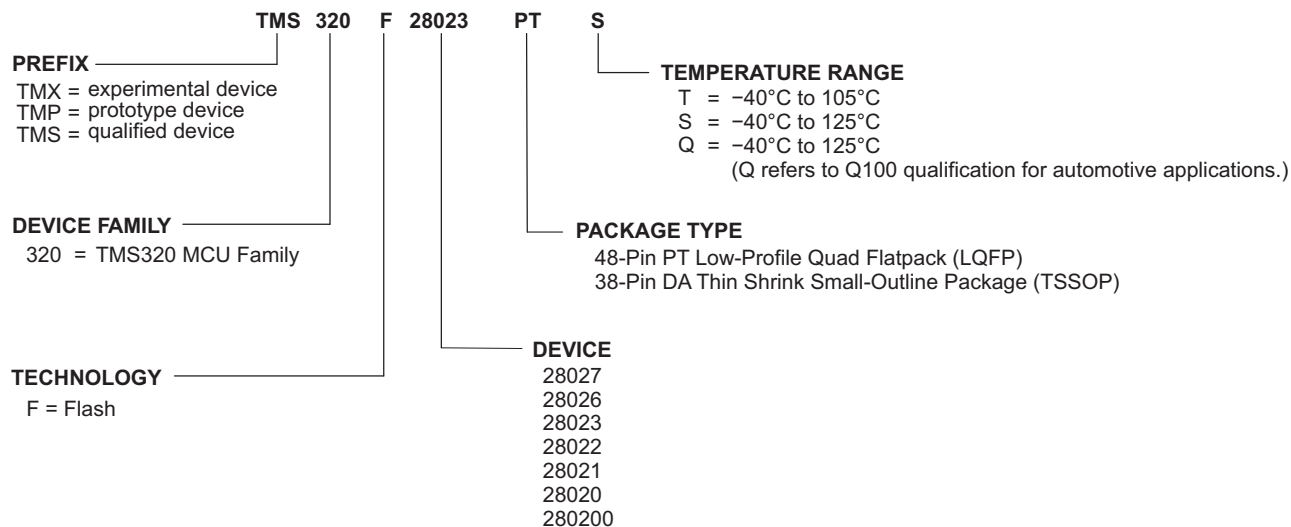 TMS 320 F 28023 PT S
PREFIX
TMX = experimental device
TMP = prototype device
TMS = qualified device
TEMPERATURE RANGE
T = −40°C to 105°C
S = −40°C to 125°C
Q = −40°C to 125°C
(Q refers to Q100 qualification for automotive applications.)
DEVICE FAMILY
320 = TMS320 MCU Family
PACKAGE TYPE
48-Pin PT Low-Profile Quad Flatpack (LQFP)
38-Pin DA Thin Shrink Small-Outline Package (TSSOP)
TECHNOLOGY
F = Flash
DEVICE
28027
28026
28023
28022
28021
28020
280200